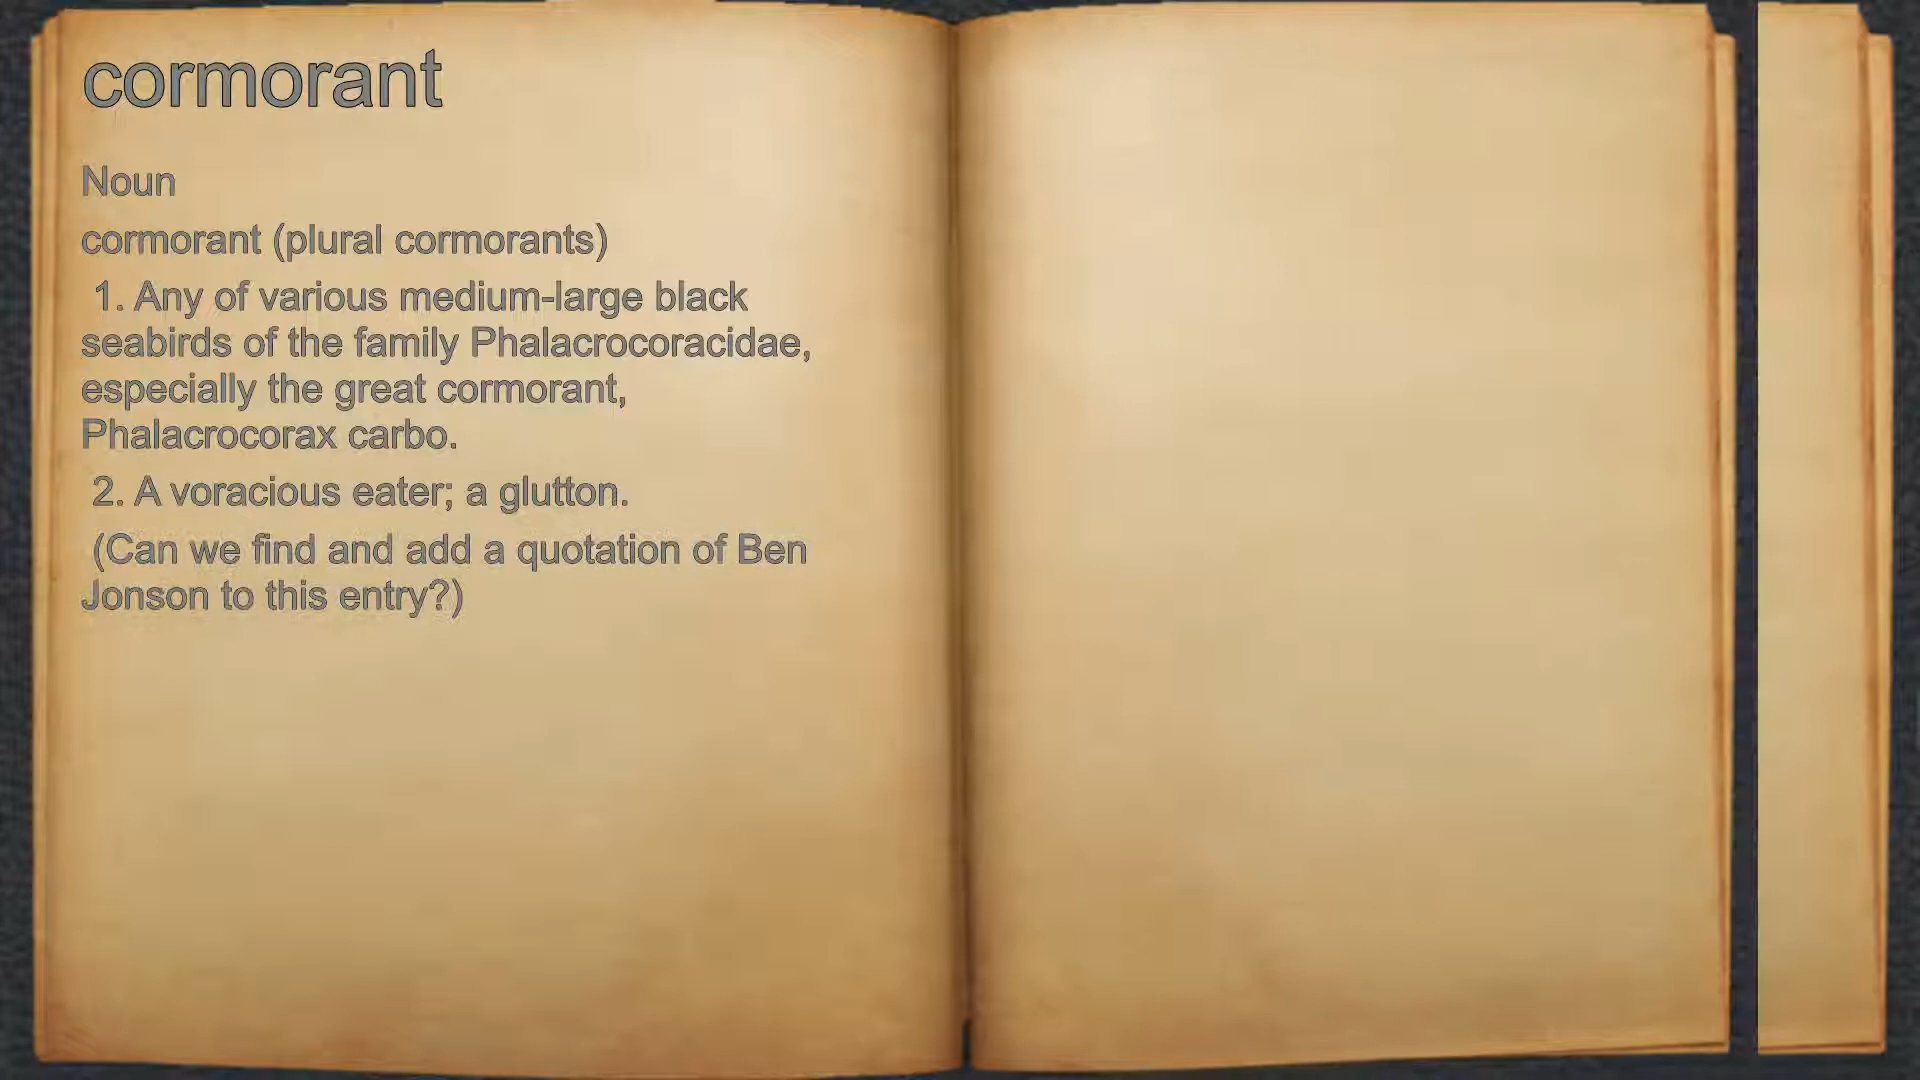 cormorant
Noun
cormorant (plural cormorants)
1. Any of various medium-large black
seabirds of the family Phalacrocoracidae,
especially the great cormorant,
Phalacrocorax carbo.
2. A voracious eater; a glutton.
(Can we find and add a quotation of Ben
Jonson to this entry?)